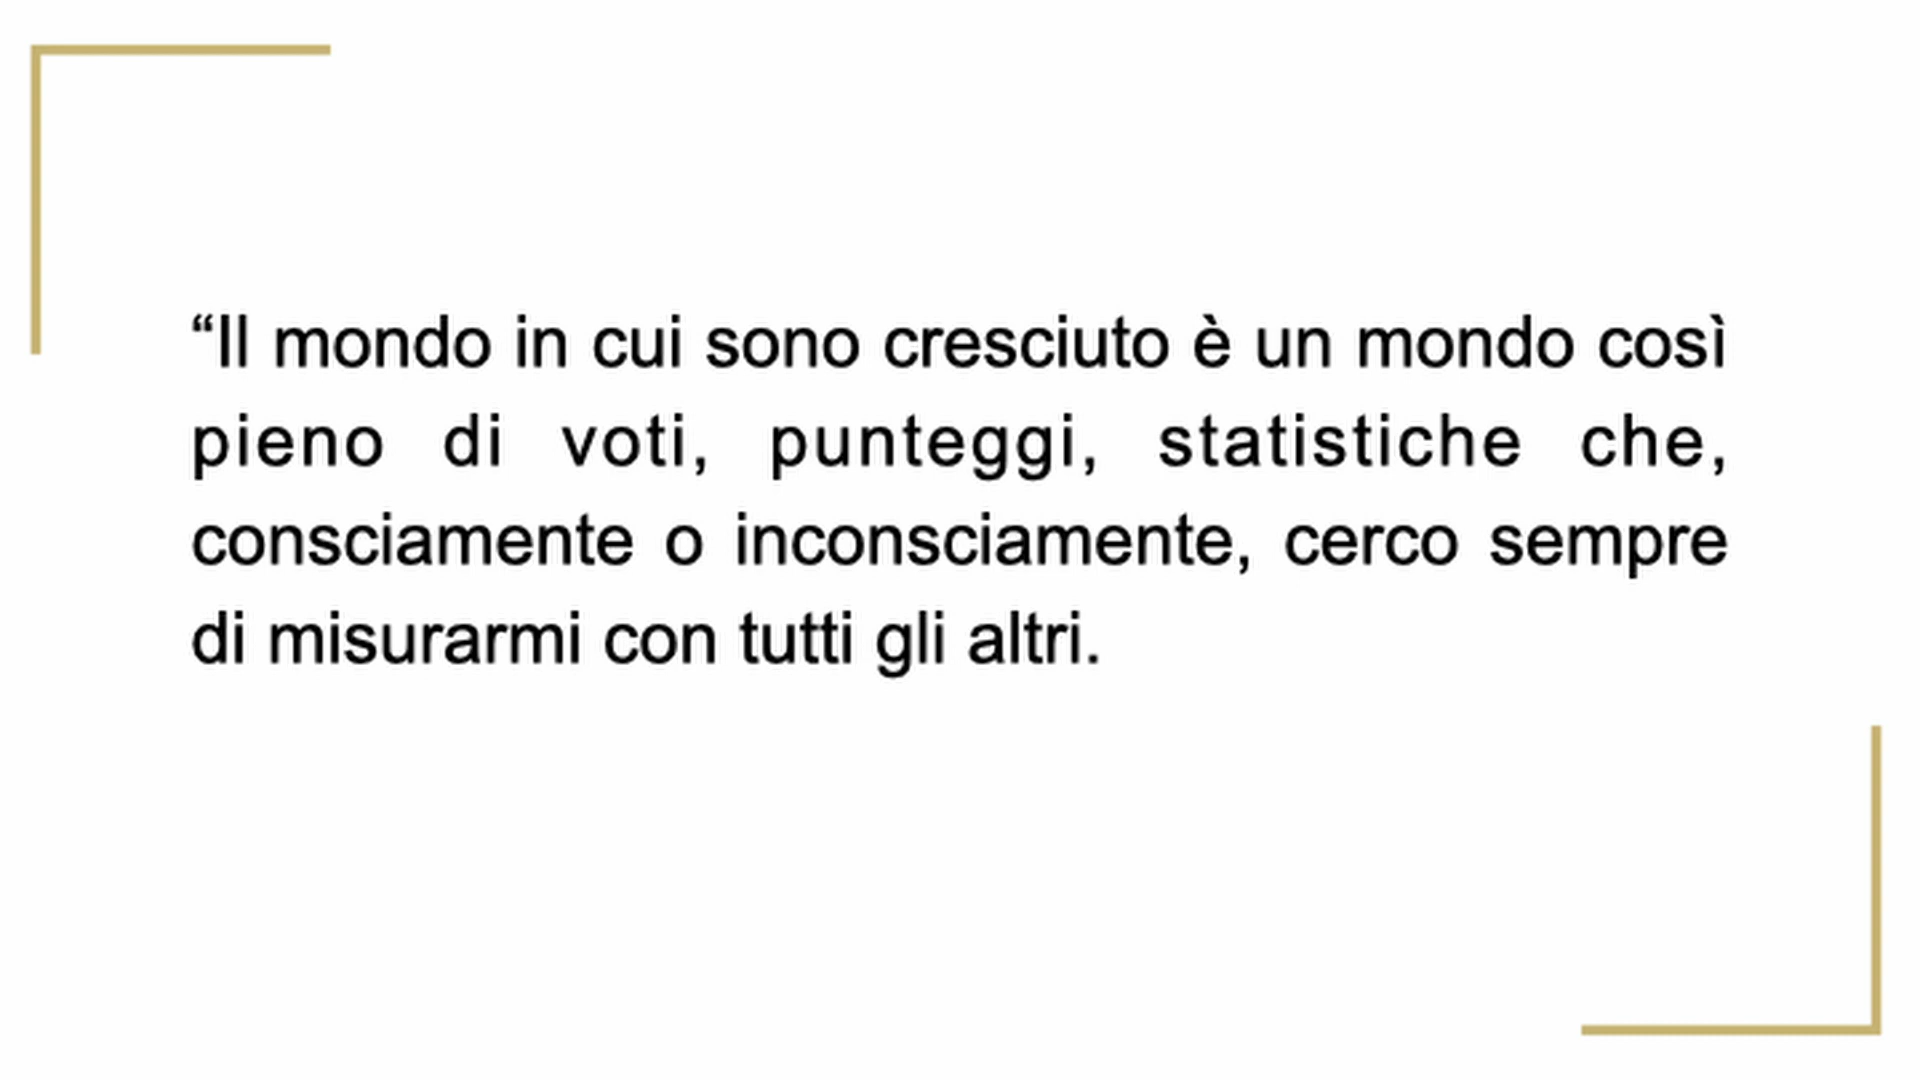 “Il mondo in cui sono cresciuto è un mondo così
pieno di voti, punteggi, statistiche che,
consciamente o inconsciamente, cerco sempre
di misurarmi con tutti gli altri.